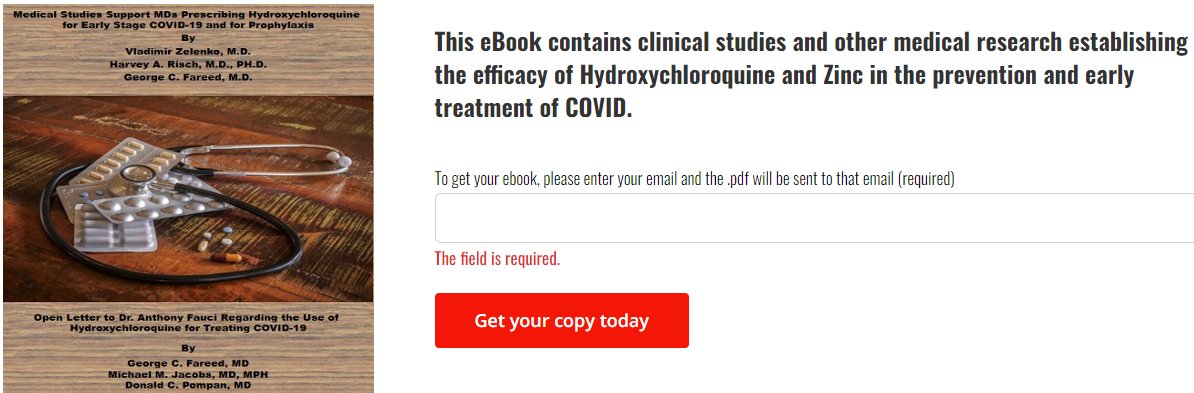 Medical Studies Support MDs Prescribing Hydroxychloroquine
for Early Stage COVID-19 and for Prophylaxis
By
Vladimir Zelenko, M.D.
Harvey A. Risch, M.D., PH.D.
George C. Fareed, M.D.
Open Letter to Dr. Anthony Fauci Regarding the Use of
Hydroxychloroquine for Treating COVID-19
By
George C. Fareed, MD
Michael M. Jacobs, MD, MPH
Donald C. Pompan, MD
This eBook contains clinical studies and other medical research establishing
the efficacy of Hydroxychloroquine and Zinc in the prevention and early
treatment of COVID.
To get your ebook, please enter your email and the .pdf will be sent to that email (required)
The field is required.
Get your copy today